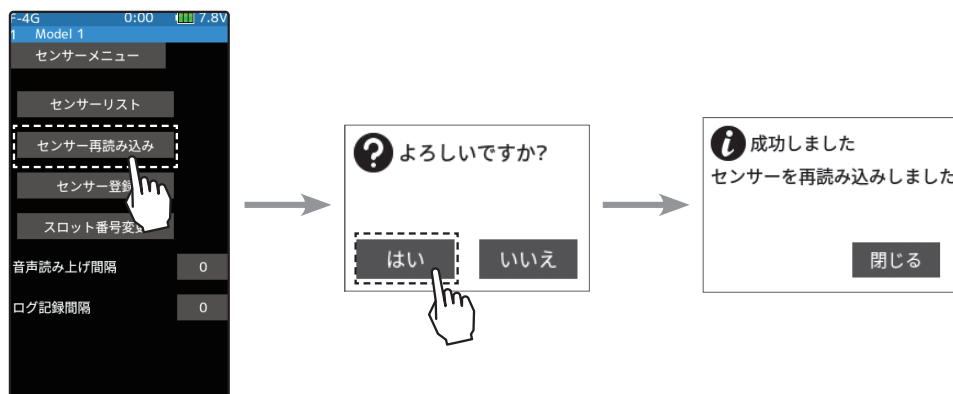 F-4G 0:00 7.8V
1 Model 1
センサーメニュー
センサーリスト
センサー再読み込み
センサー登録
スロット番号変更
音声読み上げ間隔 0
ログ記録間隔 0
? よろしいですか?
はい いいえ
i 成功しました
センサーを再読み込みしました
閉じる